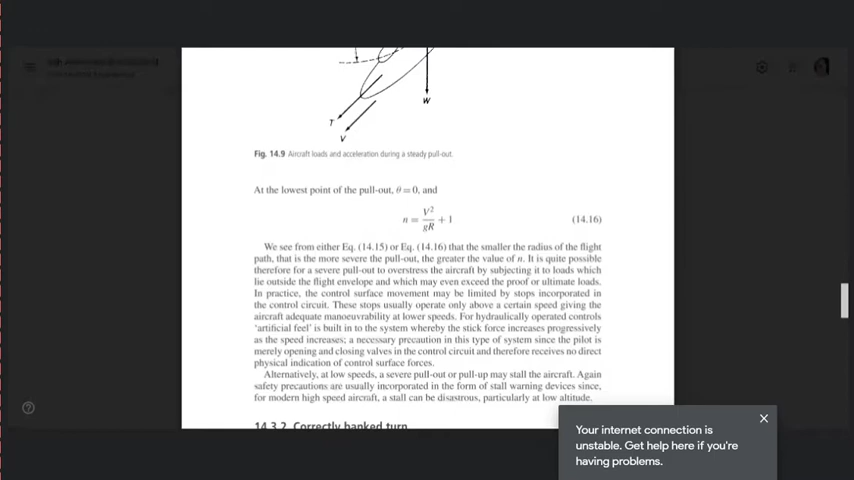 W
T
V
Fig. 14.9 Aircraft loads and acceleration during a steady pull-out.
At the lowest point of the pull-out, θ = 0, and
n = V²/gR + 1 (14.16)
We see from either Eq. (14.15) or Eq. (14.16) that the smaller the radius of the flight
path, that is the more severe the pull-out, the greater the value of n. It is quite possible
therefore for a severe pull-out to overstress the aircraft by subjecting it to loads which
lie outside the flight envelope and which may even exceed the proof or ultimate loads.
In practice, the control surface movement may be limited by stops incorporated in
the control circuit. These stops usually operate only above a certain speed giving the
aircraft adequate manoeuvrability at lower speeds. For hydraulically operated controls
'artificial feel' is built in to the system whereby the stick force increases progressively
as the speed increases; a necessary precaution in this type of system since the pilot is
merely opening and closing valves in the control circuit and therefore receives no direct
physical indication of control surface forces.
Alternatively, at low speeds, a severe pull-out or pull-up may stall the aircraft. Again
safety precautions are usually incorporated in the form of stall warning devices since,
for modern high speed aircraft, a stall can be disastrous, particularly at low altitude.
14.3.2 Correctly banked turn
Your internet connection is
unstable. Get help here if you're
having problems.